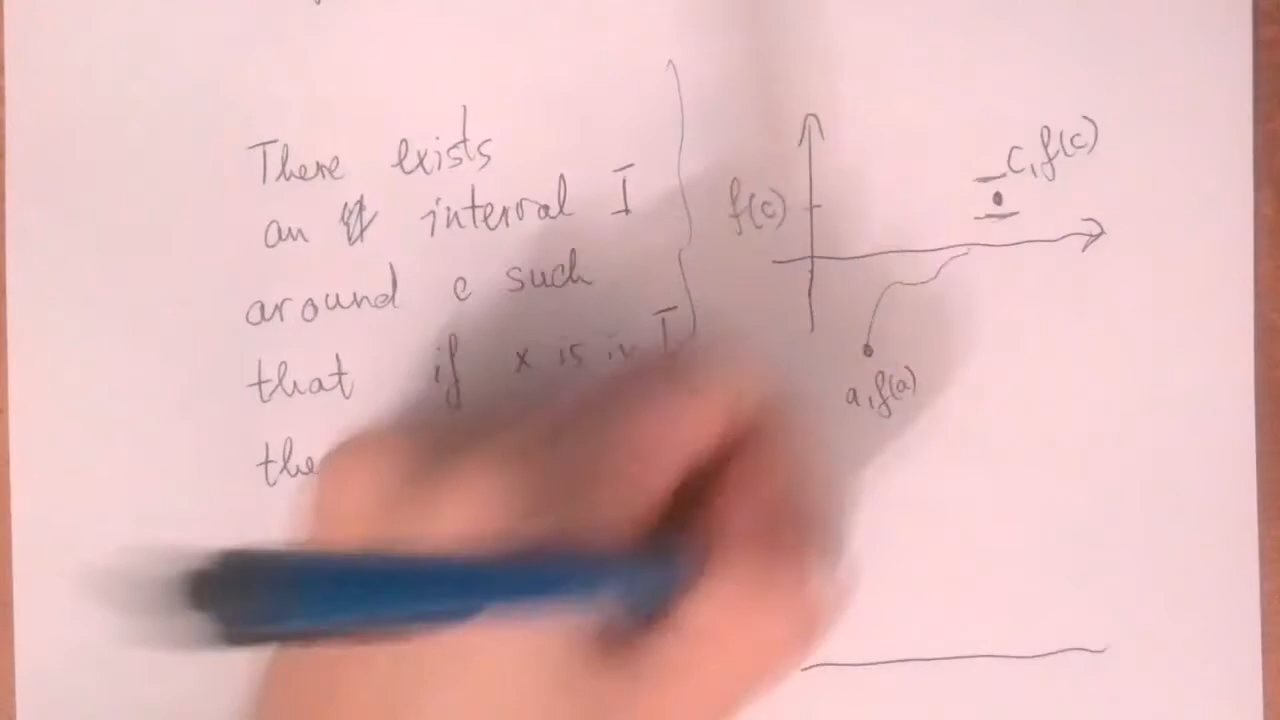 There exists
an interval I
around c such
that if x is in I
the
C, f(c)
f(c)
a, f(a)